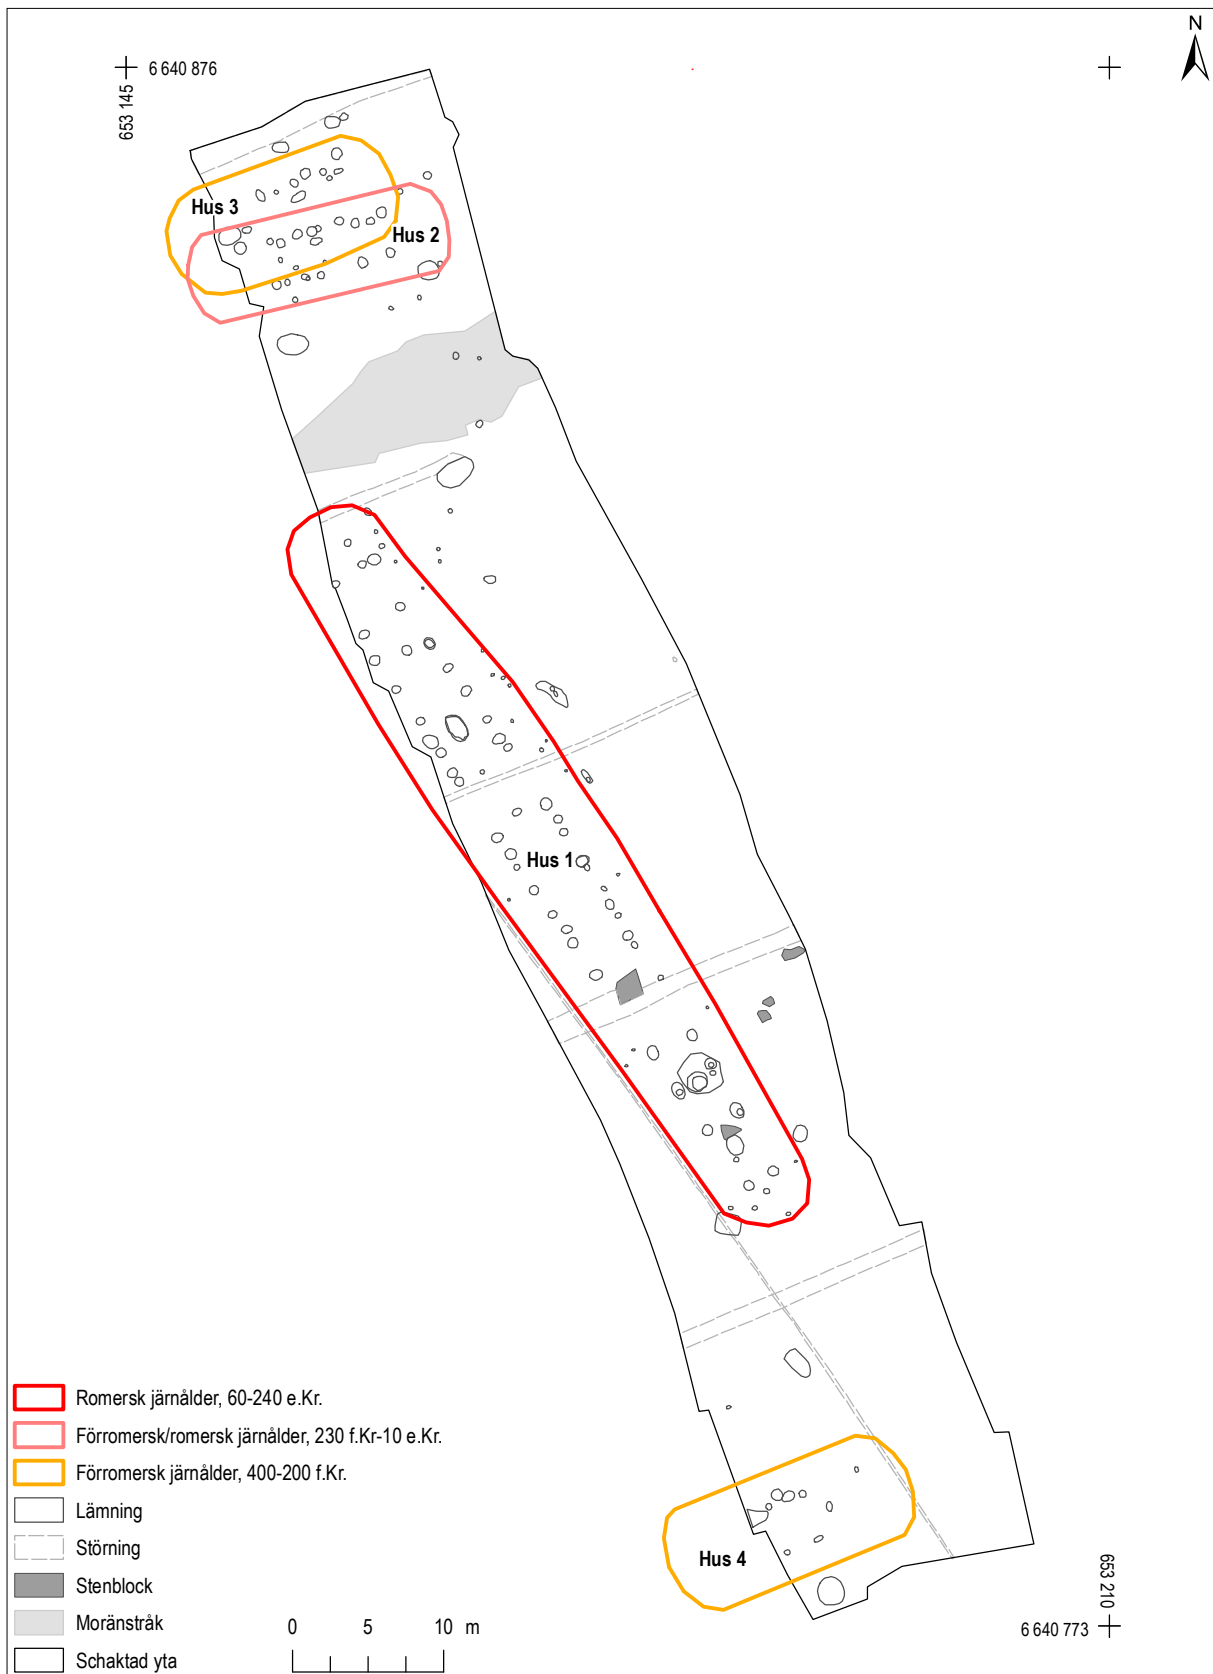 N
6 640 876
653 145
Hus 3
Hus 2
Hus 1
Romersk järnålder, 60-240 e.Kr.
Förromersk/romersk järnålder, 230 f.Kr-10 e.Kr.
Förromersk järnålder, 400-200 f.Kr.
Lämning
Störning
Stenblock
Moränstråk
Schaktad yta
Hus 4
0 5 10 m
653 210
6 640 773